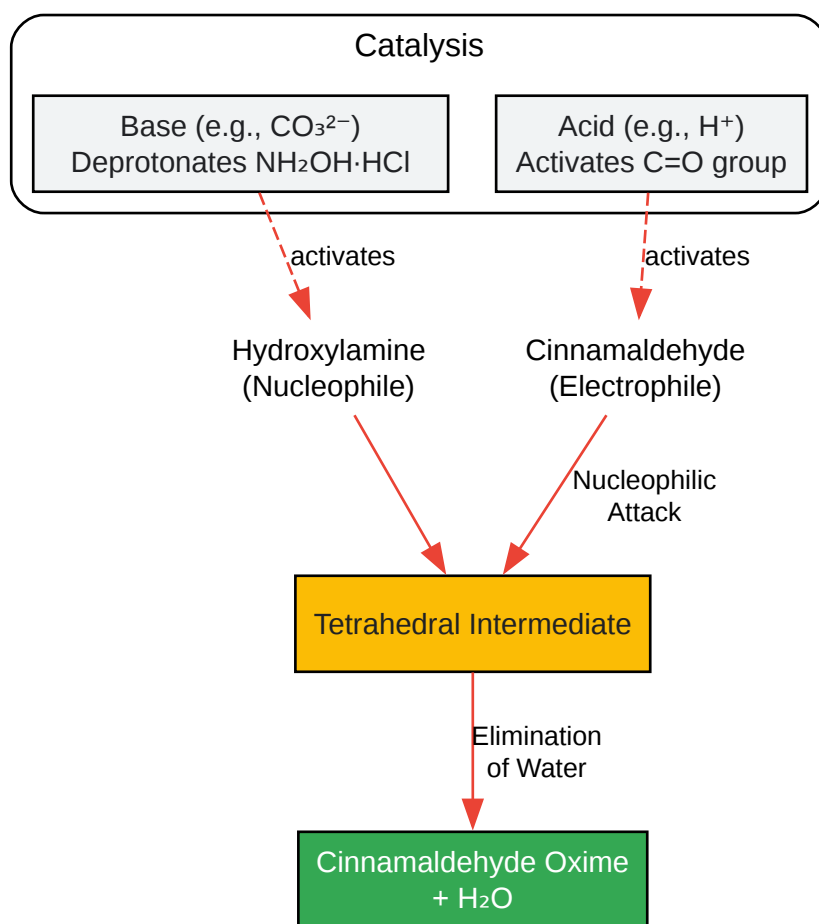 Catalysis
Base (e.g., CO₃²⁻)
Deprotonates NH₂OH·HCl
Acid (e.g., H⁺)
Activates C=O group
activates
activates
Hydroxylamine
(Nucleophile)
Cinnamaldehyde
(Electrophile)
Nucleophilic
Attack
Tetrahedral Intermediate
Elimination
of Water
Cinnamaldehyde Oxime
+ H₂O